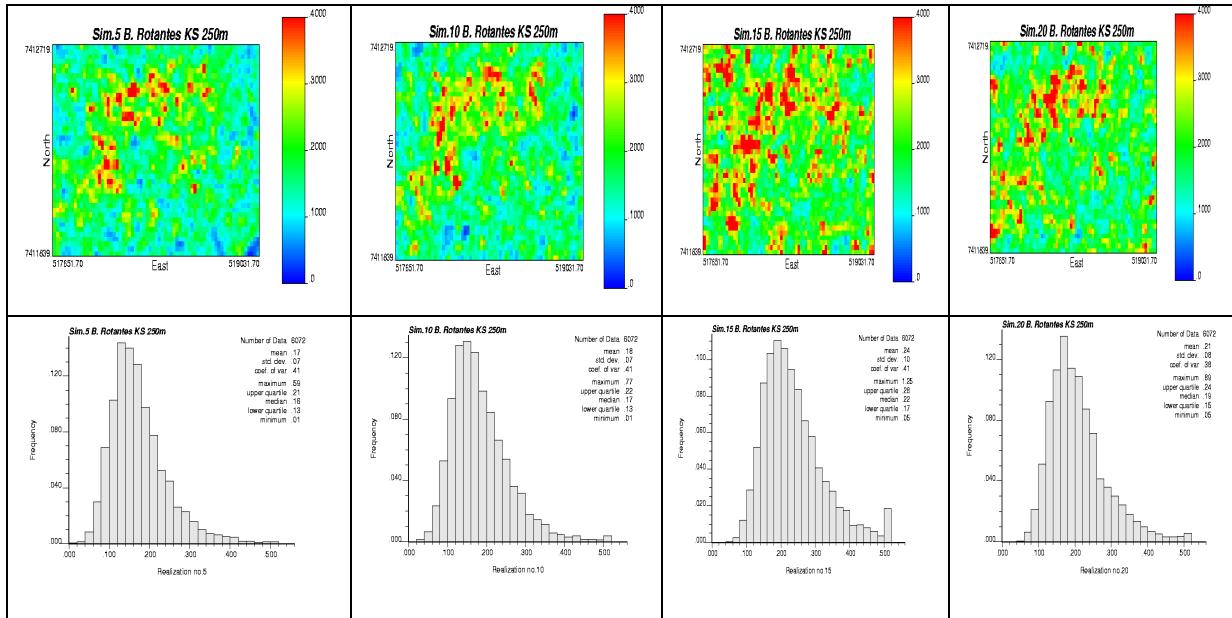 Sim.5 B. Rotantes KS 250m
7412719.
North
7411839
517651.70
East
519031.70
.4000
.3000
.2000
.1000
.0
Sim.10 B. Rotantes KS 250m
7412719.
North
7411839
517651.70
East
519031.70
.4000
.3000
.2000
.1000
.0
Sim.15 B. Rotantes KS 250m
7412719.
North
7411839
517651.70
East
519031.70
.4000
.3000
.2000
.1000
.0
Sim.20 B. Rotantes KS 250m
7412719.
North
7411839
517651.70
East
519031.70
.4000
.3000
.2000
.1000
.0
Sim.5 B. Rotantes KS 250m
Number of Data 6072
mean .17
std. dev. .07
coef. of var .41
maximum .59
upper quartile .21
median .16
lower quartile .13
minimum .01
Frequency
.120
.080
.040
.000
.000 .100 .200 .300 .400 .500
Realization no.5
Sim.10 B. Rotantes KS 250m
Number of Data 6072
mean .18
std. dev. .07
coef. of var .41
maximum .77
upper quartile .22
median .17
lower quartile .13
minimum .01
Frequency
.120
.080
.040
.000
.000 .100 .200 .300 .400 .500
Realization no.10
Sim.15 B. Rotantes KS 250m
Number of Data 6072
mean .24
std. dev. .10
coef. of var .41
maximum 1.25
upper quartile .28
median .22
lower quartile .17
minimum .05
Frequency
.100
.080
.060
.040
.020
.000
.000 .100 .200 .300 .400 .500
Realization no.15
Sim.20 B. Rotantes KS 250m
Number of Data 6072
mean .21
std. dev. .08
coef. of var .38
maximum .89
upper quartile .24
median .19
lower quartile .15
minimum .05
Frequency
.120
.080
.040
.000
.000 .100 .200 .300 .400 .500
Realization no.20